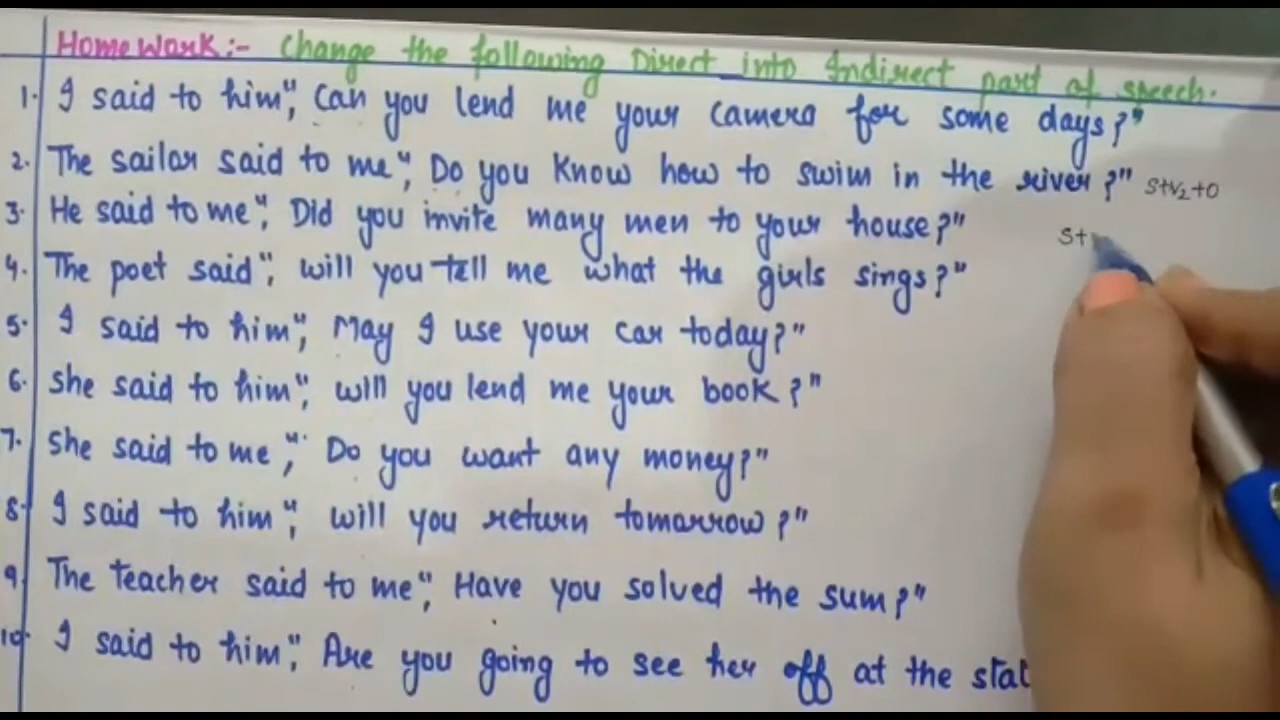 Home Work:- Change the following Direct into Indirect part of speech.
1. I said to him", Can you lend me your camera for some days?"
2. The sailor said to me", Do you know how to swim in the river?" S+V2+O
3. He said to me", Did you invite many men to your house?" S+
4. The poet said", will you tell me what the girls sings?"
5. I said to him", May I use your car today?"
6. She said to him", will you lend me your book?"
7. She said to me," Do you want any money?"
8. I said to him", will you return tomorrow?"
9. The teacher said to me", Have you solved the sum?"
10. I said to him", Are you going to see her off at the stat